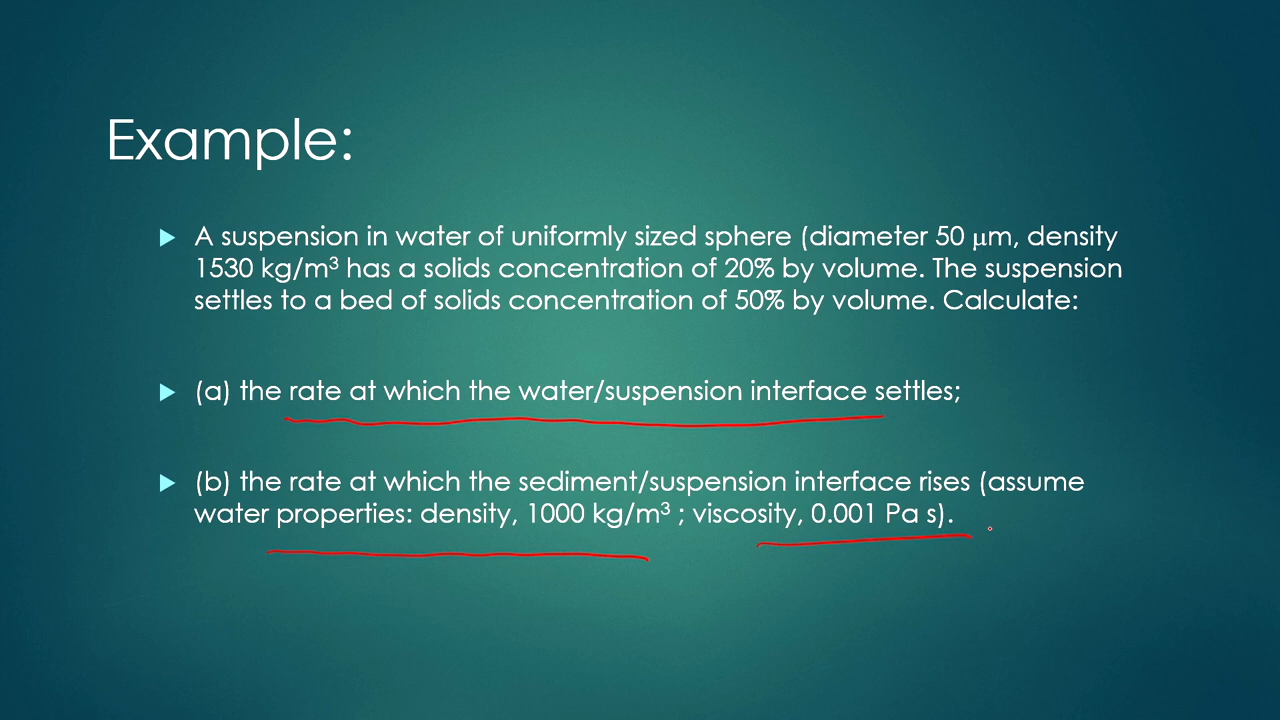 Example:
A suspension in water of uniformly sized sphere (diameter 50 μm, density
1530 kg/m³ has a solids concentration of 20% by volume. The suspension
settles to a bed of solids concentration of 50% by volume. Calculate:
(a) the rate at which the water/suspension interface settles;
(b) the rate at which the sediment/suspension interface rises (assume
water properties: density, 1000 kg/m³ ; viscosity, 0.001 Pa s).